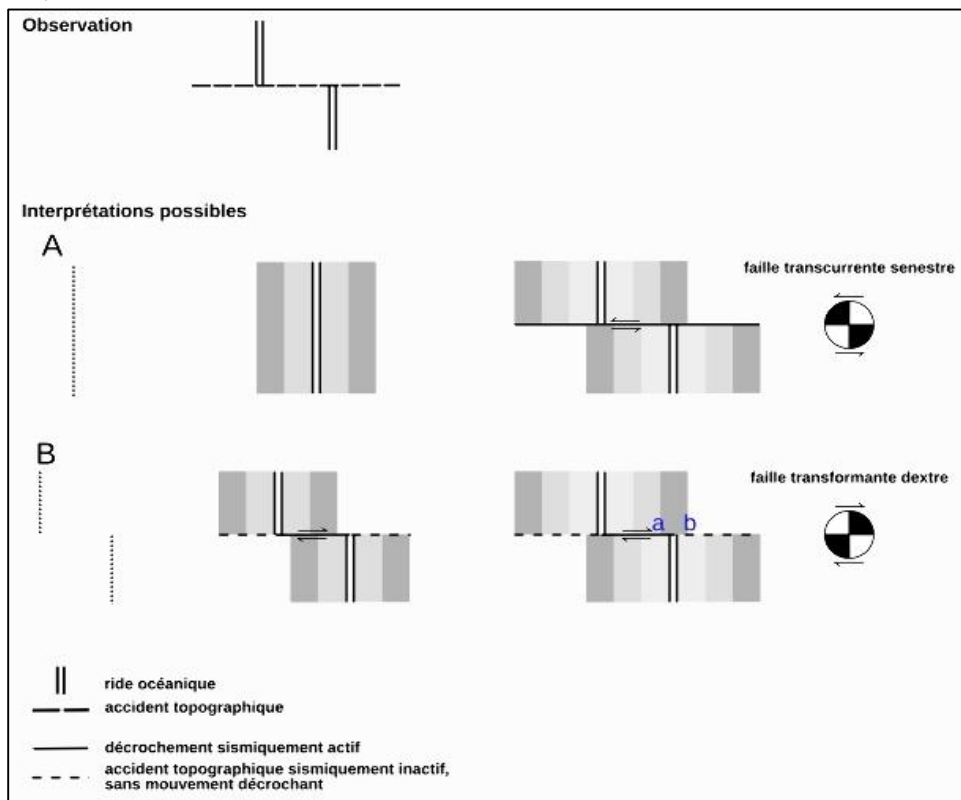 Observation
Interprétations possibles
A
faille transcurrente senestre
B
faille transformante dextre
a b
ride océanique
accident topographique
décrochement sismiquement actif
accident topographique sismiquement inactif,
sans mouvement décrochant